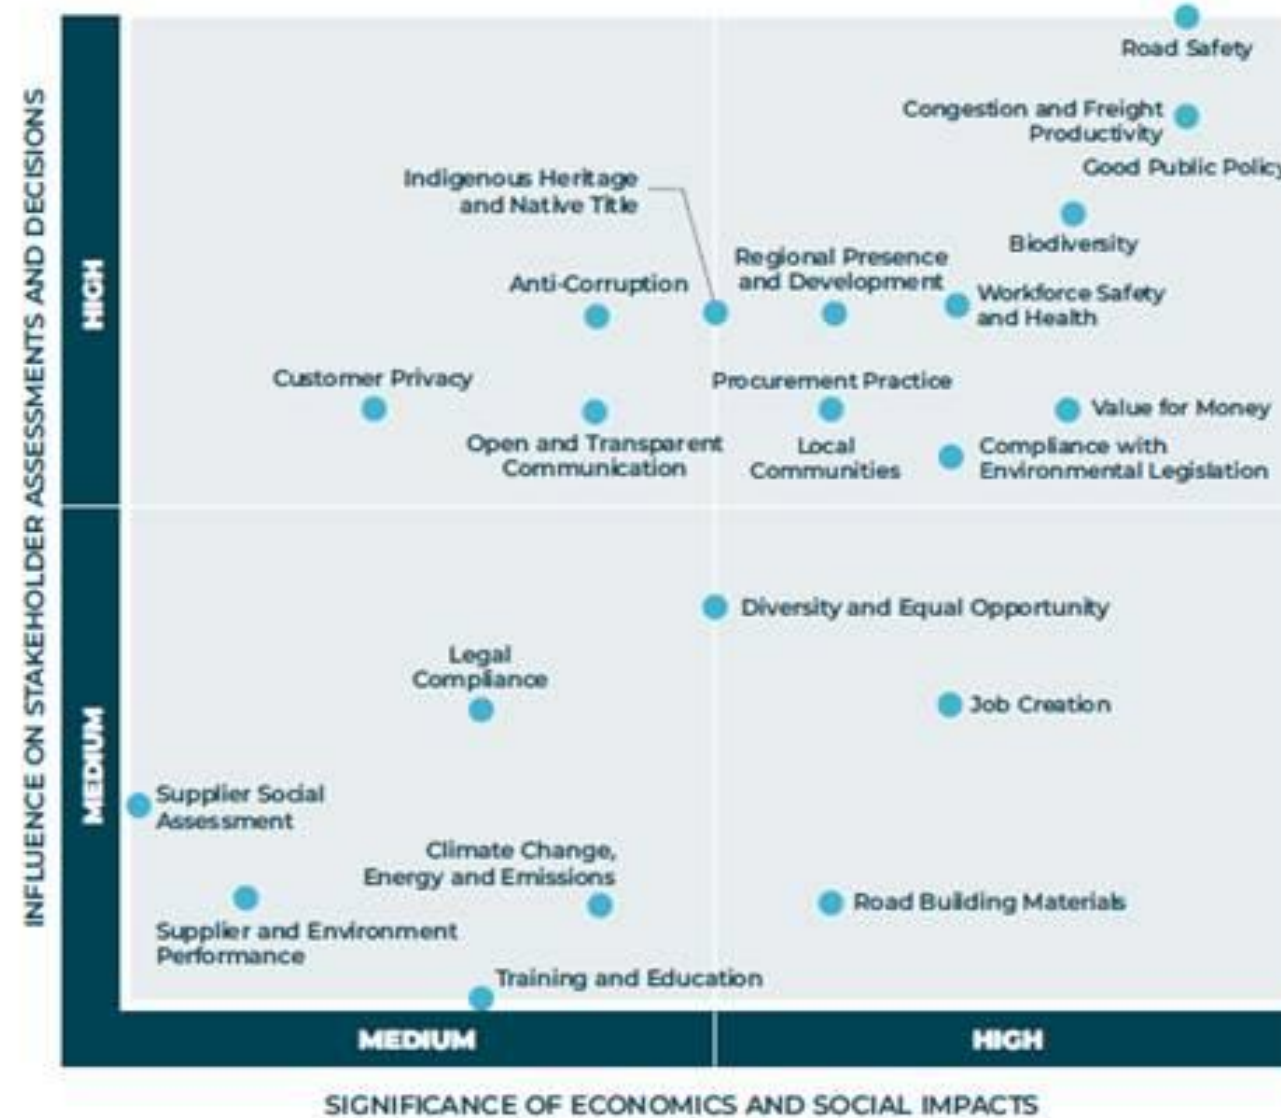 INFLUENCE ON STAKEHOLDER ASSESSMENTS AND DECISIONS
HIGH
MEDIUM
Road Safety
Congestion and Freight
Productivity
Good Public Policy
Indigenous Heritage
and Native Title
Biodiversity
Regional Presence
and Development
Anti-Corruption
Workforce Safety
and Health
Customer Privacy
Procurement Practice
Value for Money
Open and Transparent
Communication
Local
Communities
Compliance with
Environmental Legislation
Diversity and Equal Opportunity
Legal
Compliance
Job Creation
Supplier Social
Assessment
Climate Change,
Energy and Emissions
Road Building Materials
Supplier and Environment
Performance
Training and Education
MEDIUM
HIGH
SIGNIFICANCE OF ECONOMICS AND SOCIAL IMPACTS